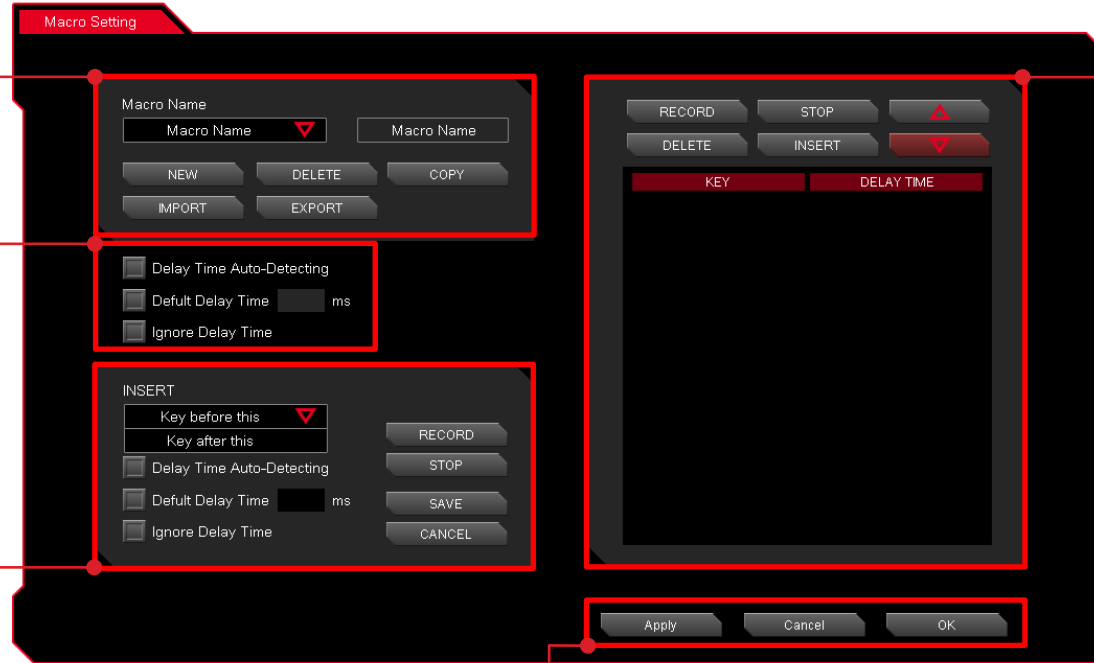 Macro Setting
Macro Name
Macro Name
Macro Name
NEW
DELETE
COPY
IMPORT
EXPORT
Delay Time Auto-Detecting
Defult Delay Time ms
Ignore Delay Time
INSERT
Key before this
Key after this
Delay Time Auto-Detecting
Defult Delay Time ms
Ignore Delay Time
RECORD
STOP
SAVE
CANCEL
RECORD
STOP
DELETE
INSERT
KEY
DELAY TIME
Apply
Cancel
OK